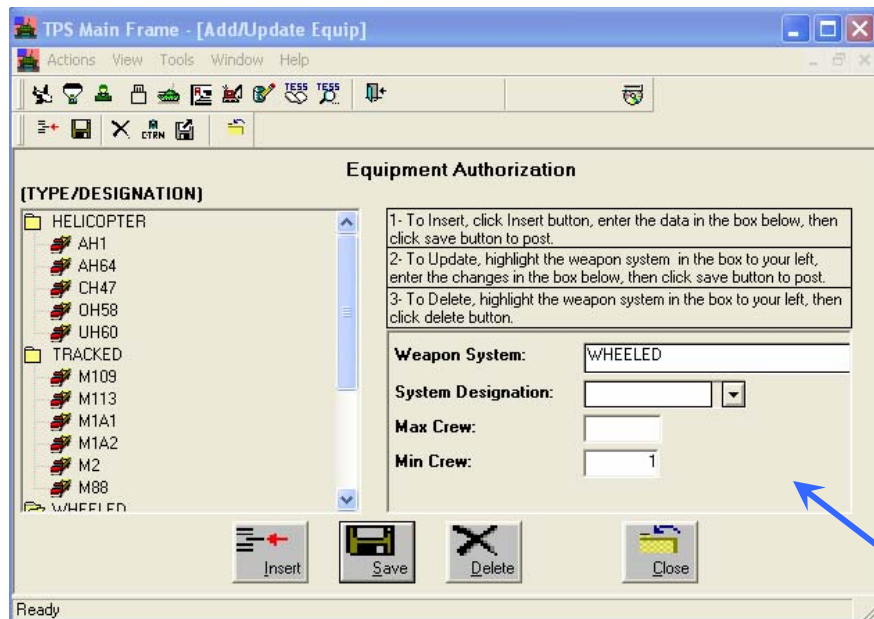 TPS Main Frame - [Add/Update Equip]
Actions View Tools Window Help
TESS TESS
CTRN
Equipment Authorization
(TYPE/DESIGNATION)
HELICOPTER
AH1
AH64
CH47
OH58
UH60
TRACKED
M109
M113
M1A1
M1A2
M2
M88
WHEELED
1- To Insert, click Insert button, enter the data in the box below, then
click save button to post.
2- To Update, highlight the weapon system in the box to your left,
enter the changes in the box below, then click save button to post.
3- To Delete, highlight the weapon system in the box to your left, then
click delete button.
Weapon System: WHEELED
System Designation:
Max Crew:
Min Crew: 1
Insert Save Delete Close
Ready